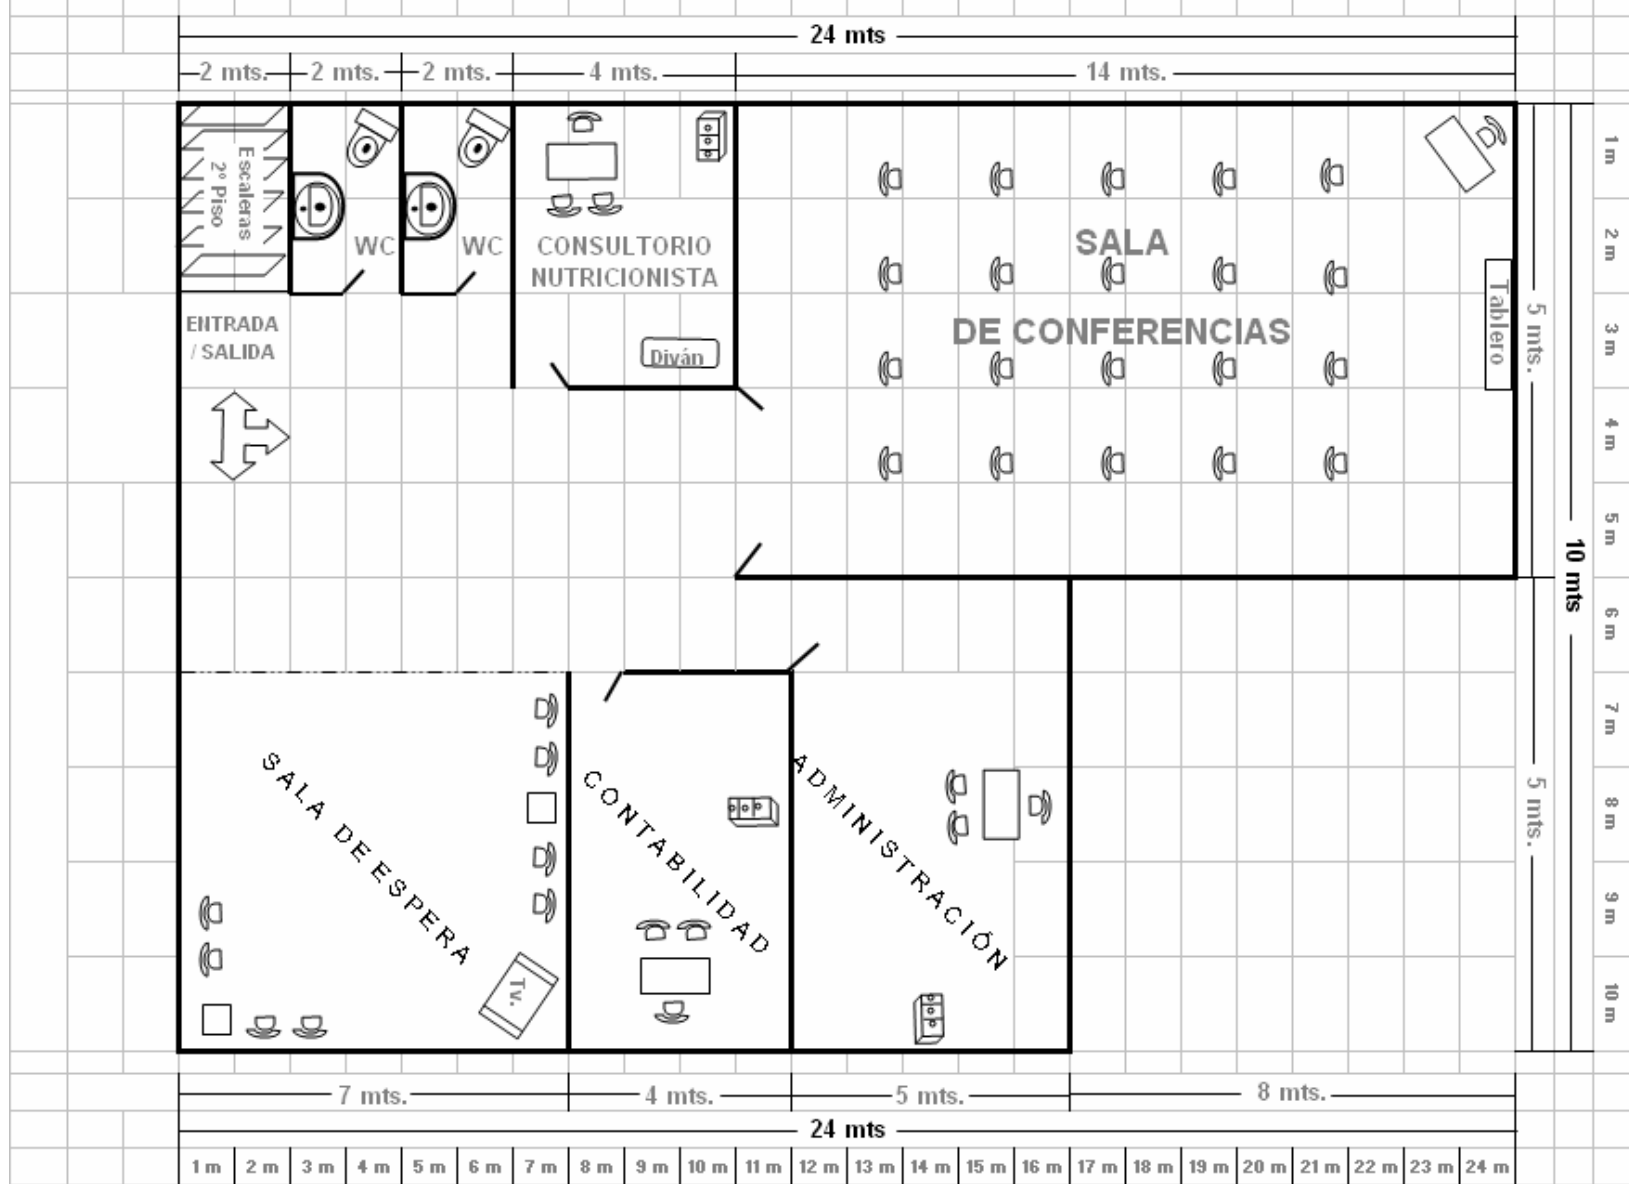 24 mts
2 mts.
2 mts.
2 mts.
4 mts.
14 mts.
Escaleras
2º Piso
WC
WC
CONSULTORIO
NUTRICIONISTA
Diván
SALA
DE CONFERENCIAS
Tablero
ENTRADA
/ SALIDA
5 mts.
5 mts.
10 mts
1 m
2 m
3 m
4 m
5 m
6 m
7 m
8 m
9 m
10 m
SALA DE ESPERA
Tv.
CONTABILIDAD
ADMINISTRACIÓN
7 mts.
4 mts.
5 mts.
8 mts.
24 mts
1 m
2 m
3 m
4 m
5 m
6 m
7 m
8 m
9 m
10 m
11 m
12 m
13 m
14 m
15 m
16 m
17 m
18 m
19 m
20 m
21 m
22 m
23 m
24 m